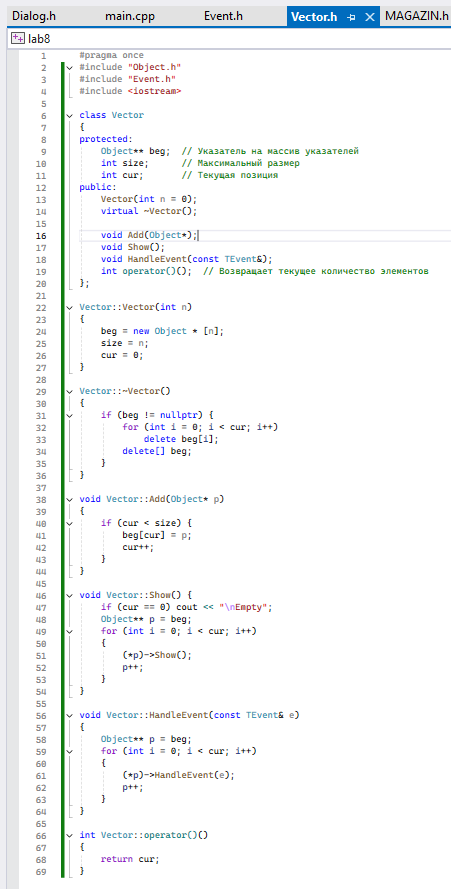 Dialog.h main.cpp Event.h Vector.h MAGAZIN.h
lab8
1 #pragma once
2 #include "Object.h"
3 #include "Event.h"
4 #include <iostream>
5
6 class Vector
7 {
8 protected:
9 Object** beg; // Указатель на массив указателей
10 int size; // Максимальный размер
11 int cur; // Текущая позиция
12 public:
13 Vector(int n = 0);
14 virtual ~Vector();
15
16 void Add(Object*);
17 void Show();
18 void HandleEvent(const TEvent&);
19 int operator()(); // Возвращает текущее количество элементов
20 };
21
22 Vector::Vector(int n)
23 {
24 beg = new Object * [n];
25 size = n;
26 cur = 0;
27 }
28
29 Vector::~Vector()
30 {
31 if (beg != nullptr) {
32 for (int i = 0; i < cur; i++)
33 delete beg[i];
34 delete[] beg;
35 }
36 }
37
38 void Vector::Add(Object* p)
39 {
40 if (cur < size) {
41 beg[cur] = p;
42 cur++;
43 }
44 }
45
46 void Vector::Show() {
47 if (cur == 0) cout << "\nEmpty";
48 Object** p = beg;
49 for (int i = 0; i < cur; i++)
50 {
51 (*p)->Show();
52 p++;
53 }
54 }
55
56 void Vector::HandleEvent(const TEvent& e)
57 {
58 Object** p = beg;
59 for (int i = 0; i < cur; i++)
60 {
61 (*p)->HandleEvent(e);
62 p++;
63 }
64 }
65
66 int Vector::operator()()
67 {
68 return cur;
69 }